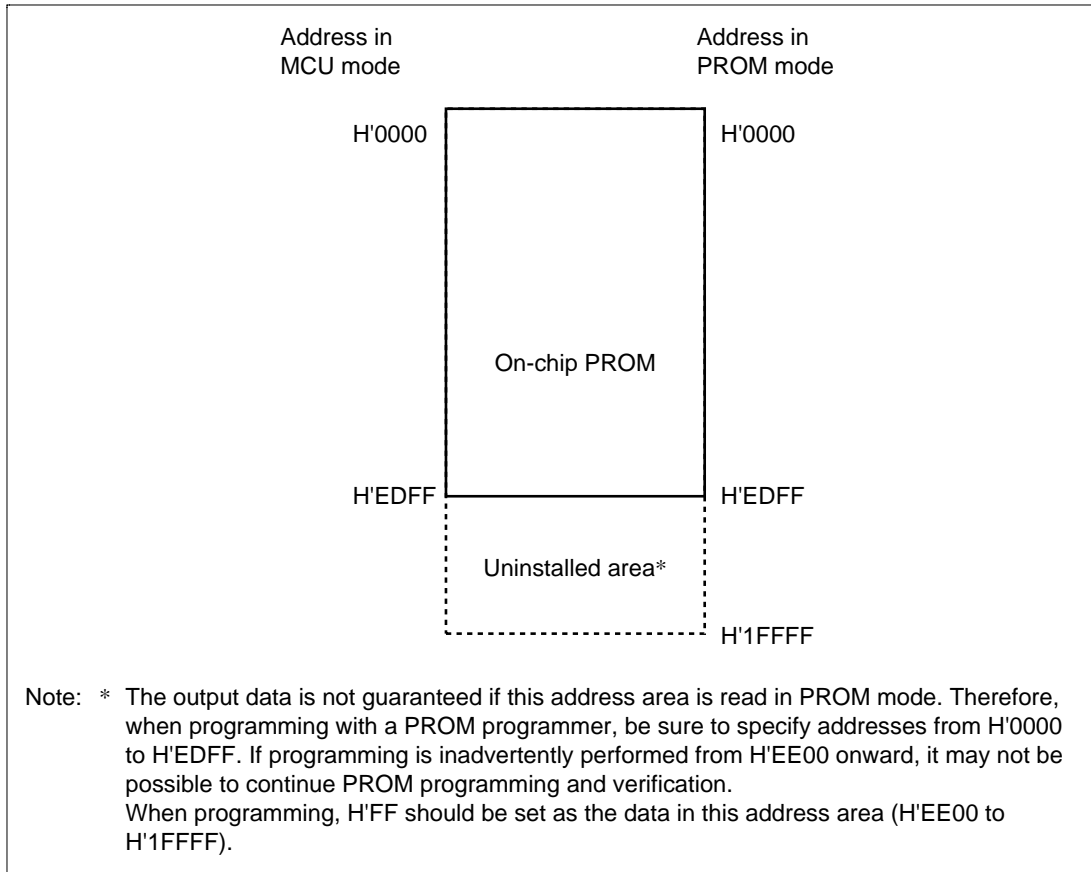 Address in
MCU mode
Address in
PROM mode
H'0000
H'0000
On-chip PROM
H'EDFF
H'EDFF
Uninstalled area*
H'1FFFF
Note: * The output data is not guaranteed if this address area is read in PROM mode. Therefore,
when programming with a PROM programmer, be sure to specify addresses from H'0000
to H'EDFF. If programming is inadvertently performed from H'EE00 onward, it may not be
possible to continue PROM programming and verification.
When programming, H'FF should be set as the data in this address area (H'EE00 to
H'1FFFF).